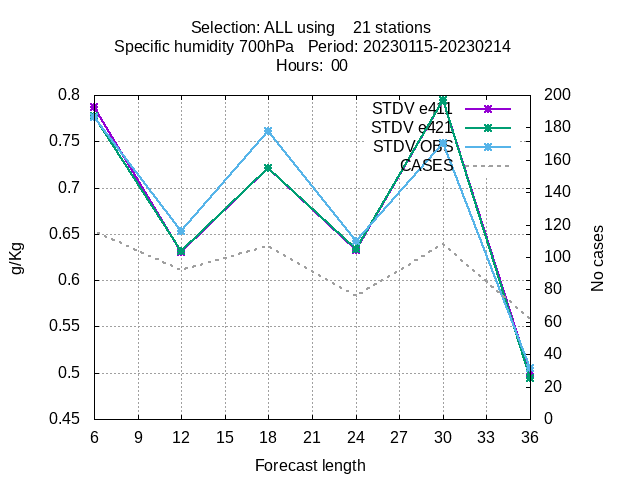 Selection: ALL using    21 stations
Specific humidity 700hPa   Period: 20230115-20230214
Hours:  00
STDV e411
STDV e421
STDV OBS
CASES
0.8
0.75
0.7
0.65
0.6
0.55
0.5
0.45
g/Kg
200
180
160
140
120
100
80
60
40
20
0
No cases
6 9 12 15 18 21 24 27 30 33 36
Forecast length